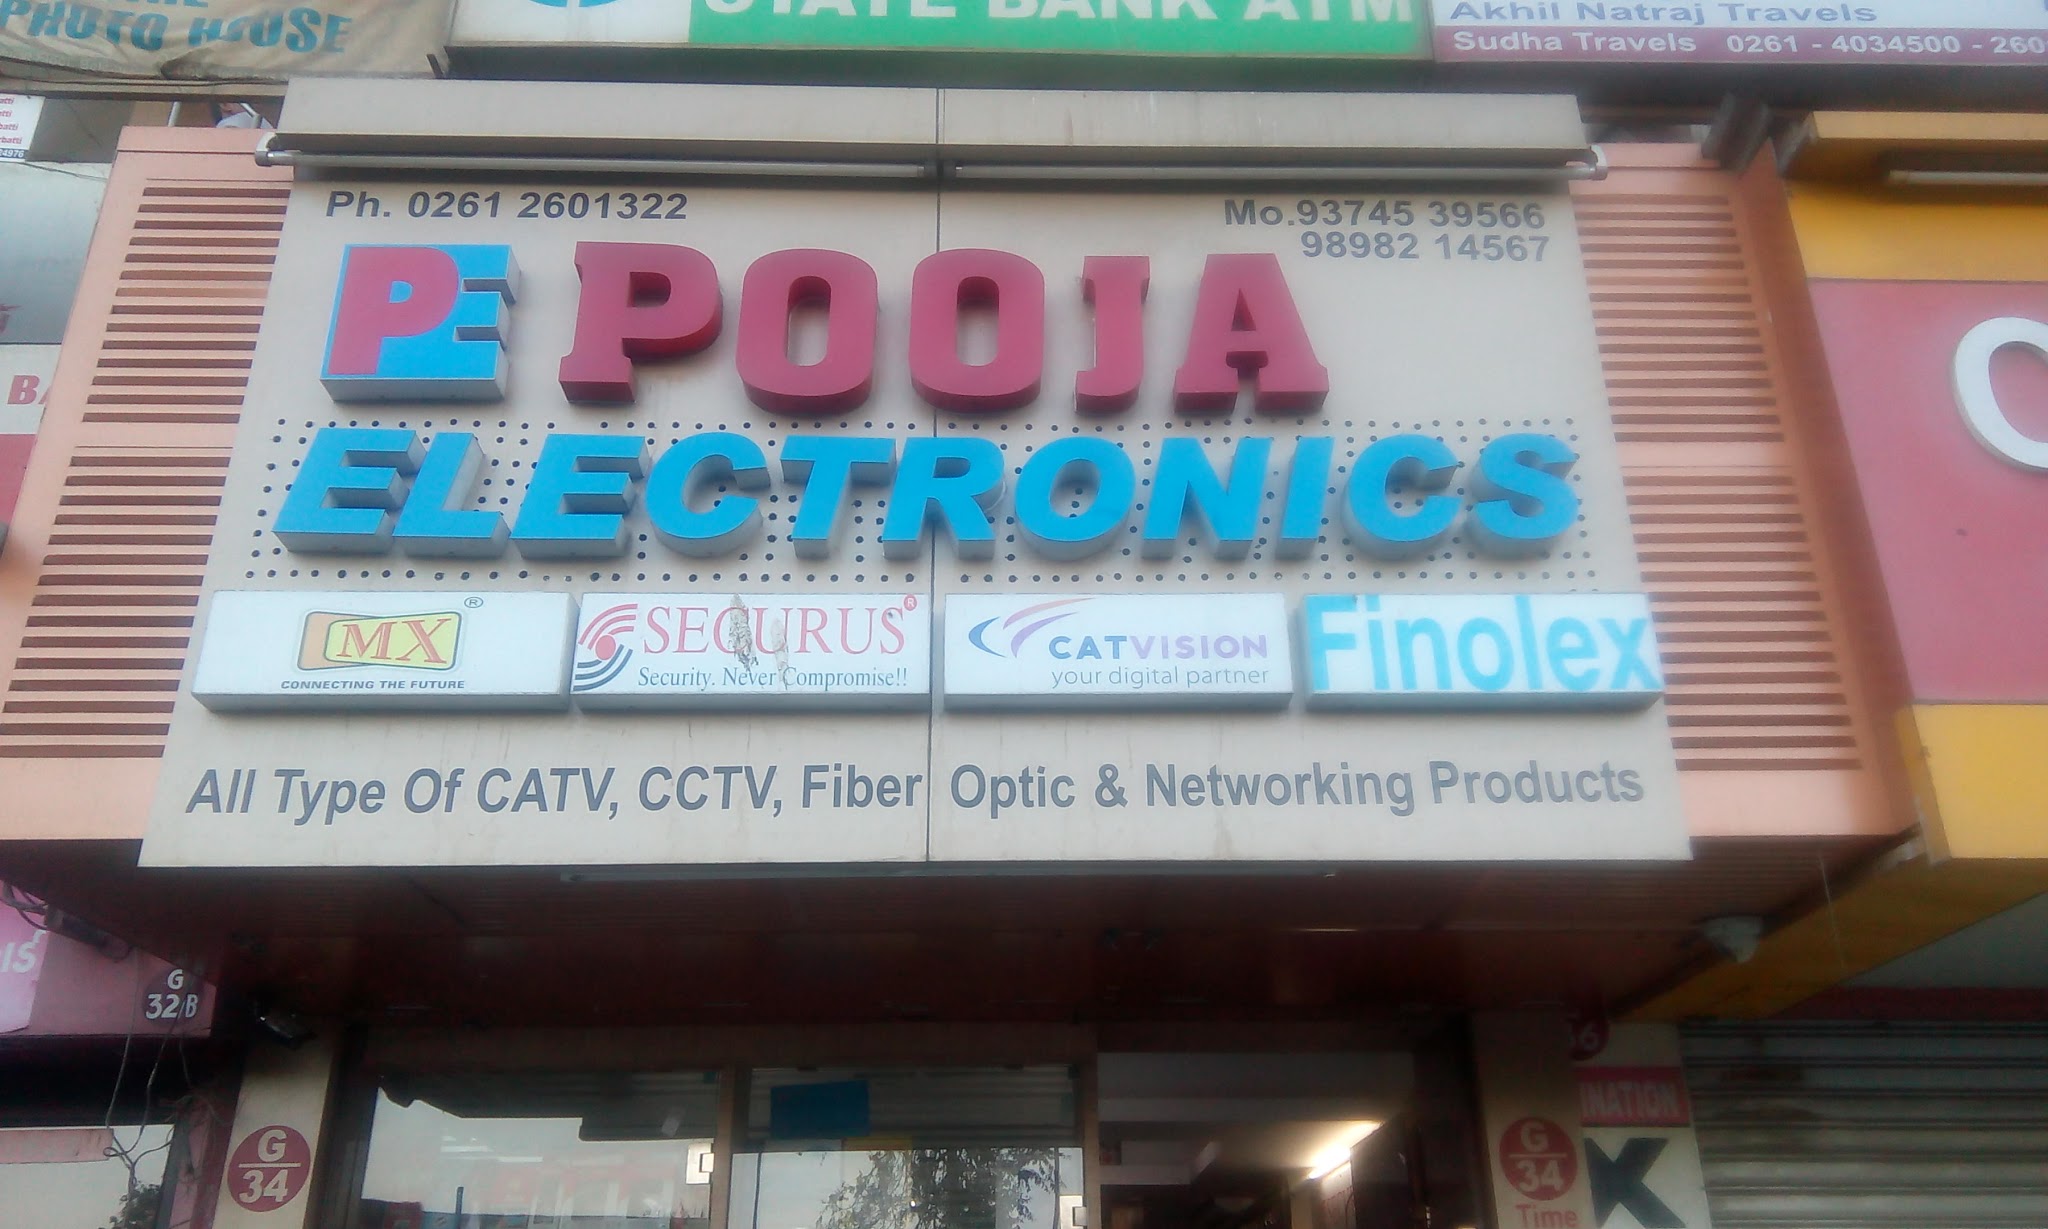 PHOTO HOUSE
STATE BANK ATM
Akhil Natraj Travels
Sudha Travels 0261 - 4034500 - 260
Ph. 0261 2601322
Mo.93745 39566
98982 14567
PE POOJA
ELECTRONICS
MX ®
CONNECTING THE FUTURE
SECURUS ®
Security. Never Compromise!!
CATVISION
your digital partner
Finolex
All Type Of CATV, CCTV, Fiber Optic & Networking Products
G
32/B
G
34
G
34
Time
INATION
K